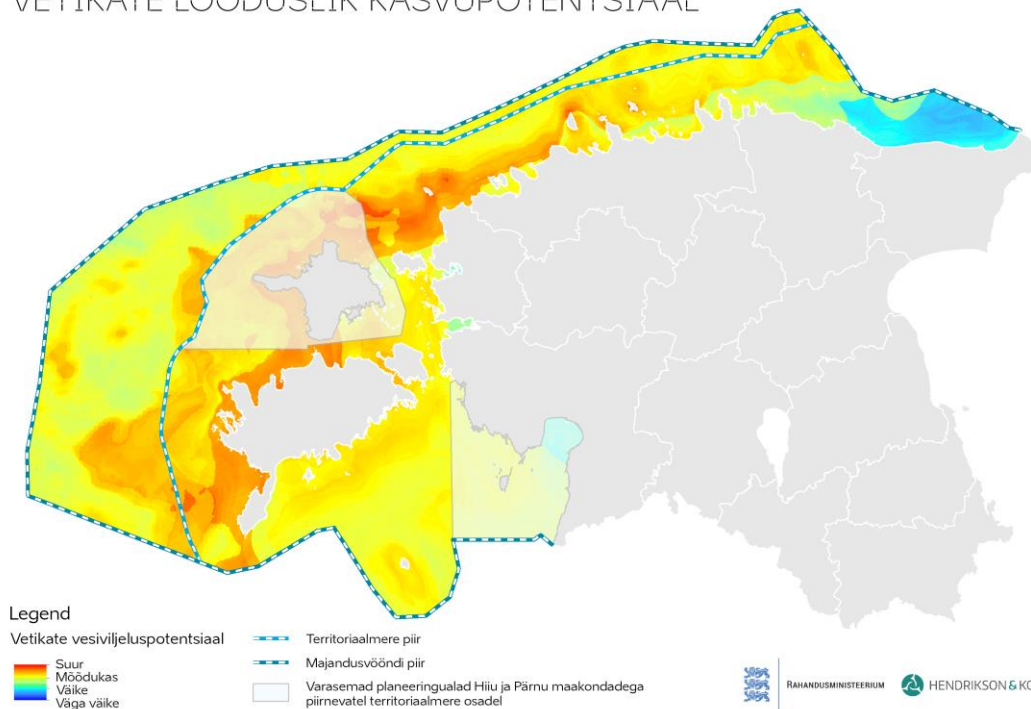 VETIKATE LOODUSLIK KASVUPOTENTSIAAL
Legend
Vetikate vesiviljeluspotentsiaal
Suur
Mõõdukas
Väike
Väga väike
Territoriaalmere piir
Majandusvööndi piir
Varasemad planeeringualad Hiiu ja Pärnu maakondadega
piirnevatel territoriaalmere osadel
RAHANDUSMINISTEERIUM
HENDRIKSON & KO